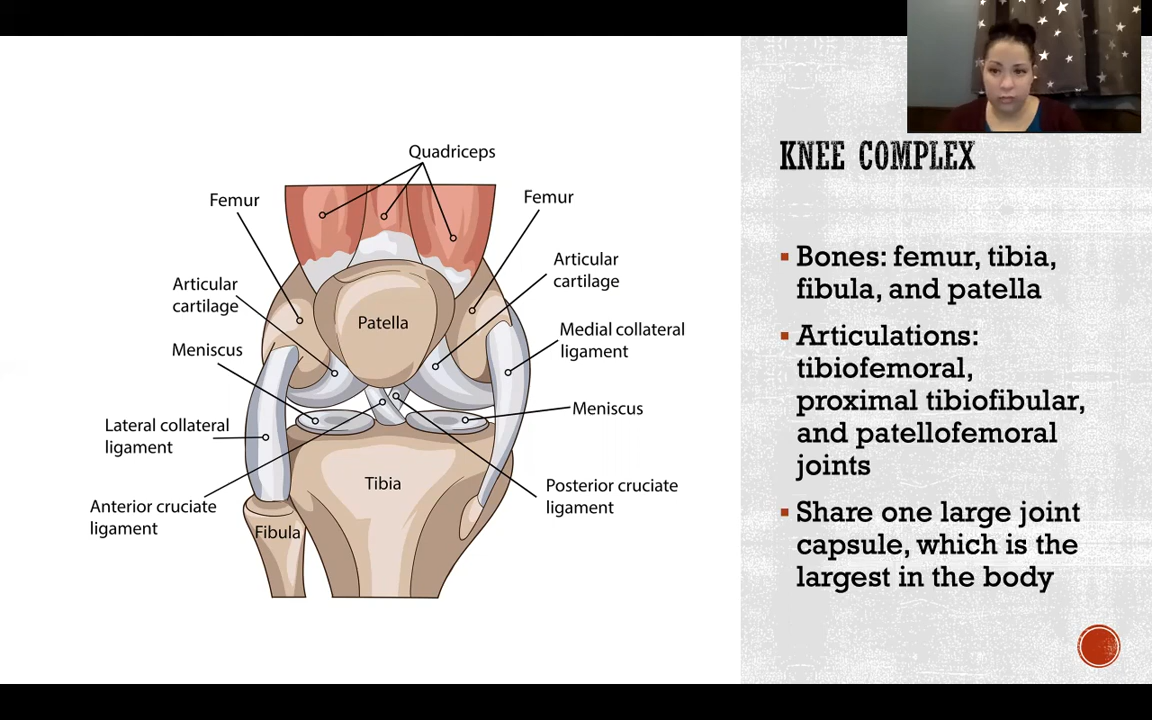 Quadriceps
Femur
Femur
Articular
cartilage
Articular
cartilage
Patella
Medial collateral
ligament
Meniscus
Meniscus
Lateral collateral
ligament
Tibia
Anterior cruciate
ligament
Posterior cruciate
ligament
Fibula
KNEE COMPLEX
▪ Bones: femur, tibia,
fibula, and patella
▪ Articulations:
tibiofemoral,
proximal tibiofibular,
and patellofemoral
joints
▪ Share one large joint
capsule, which is the
largest in the body